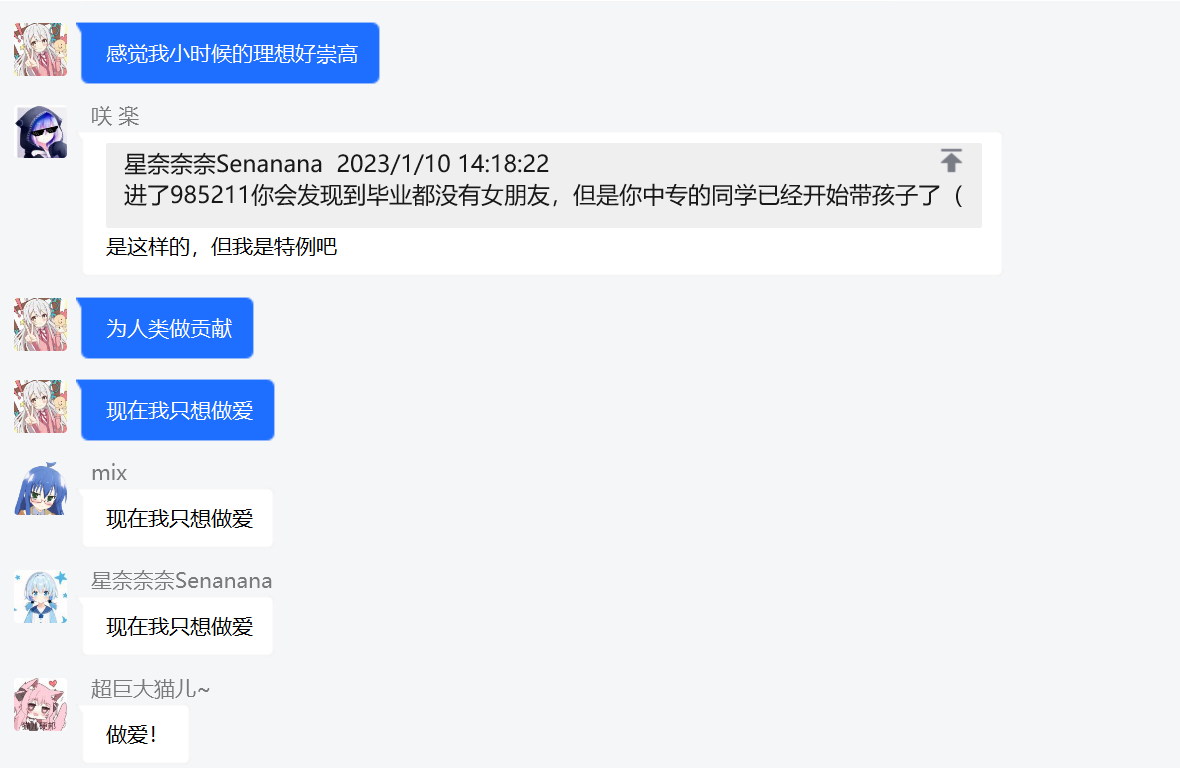 感觉我小时候的理想好崇高
咲 楽
星奈奈奈Senanana 2023/1/10 14:18:22
进了985211你会发现到毕业都没有女朋友，但是你中专的同学已经开始带孩子了（
是这样的，但我是特例吧
为人类做贡献
现在我只想做爱
mix
现在我只想做爱
星奈奈奈Senanana
现在我只想做爱
超巨大猫儿~
做爱！